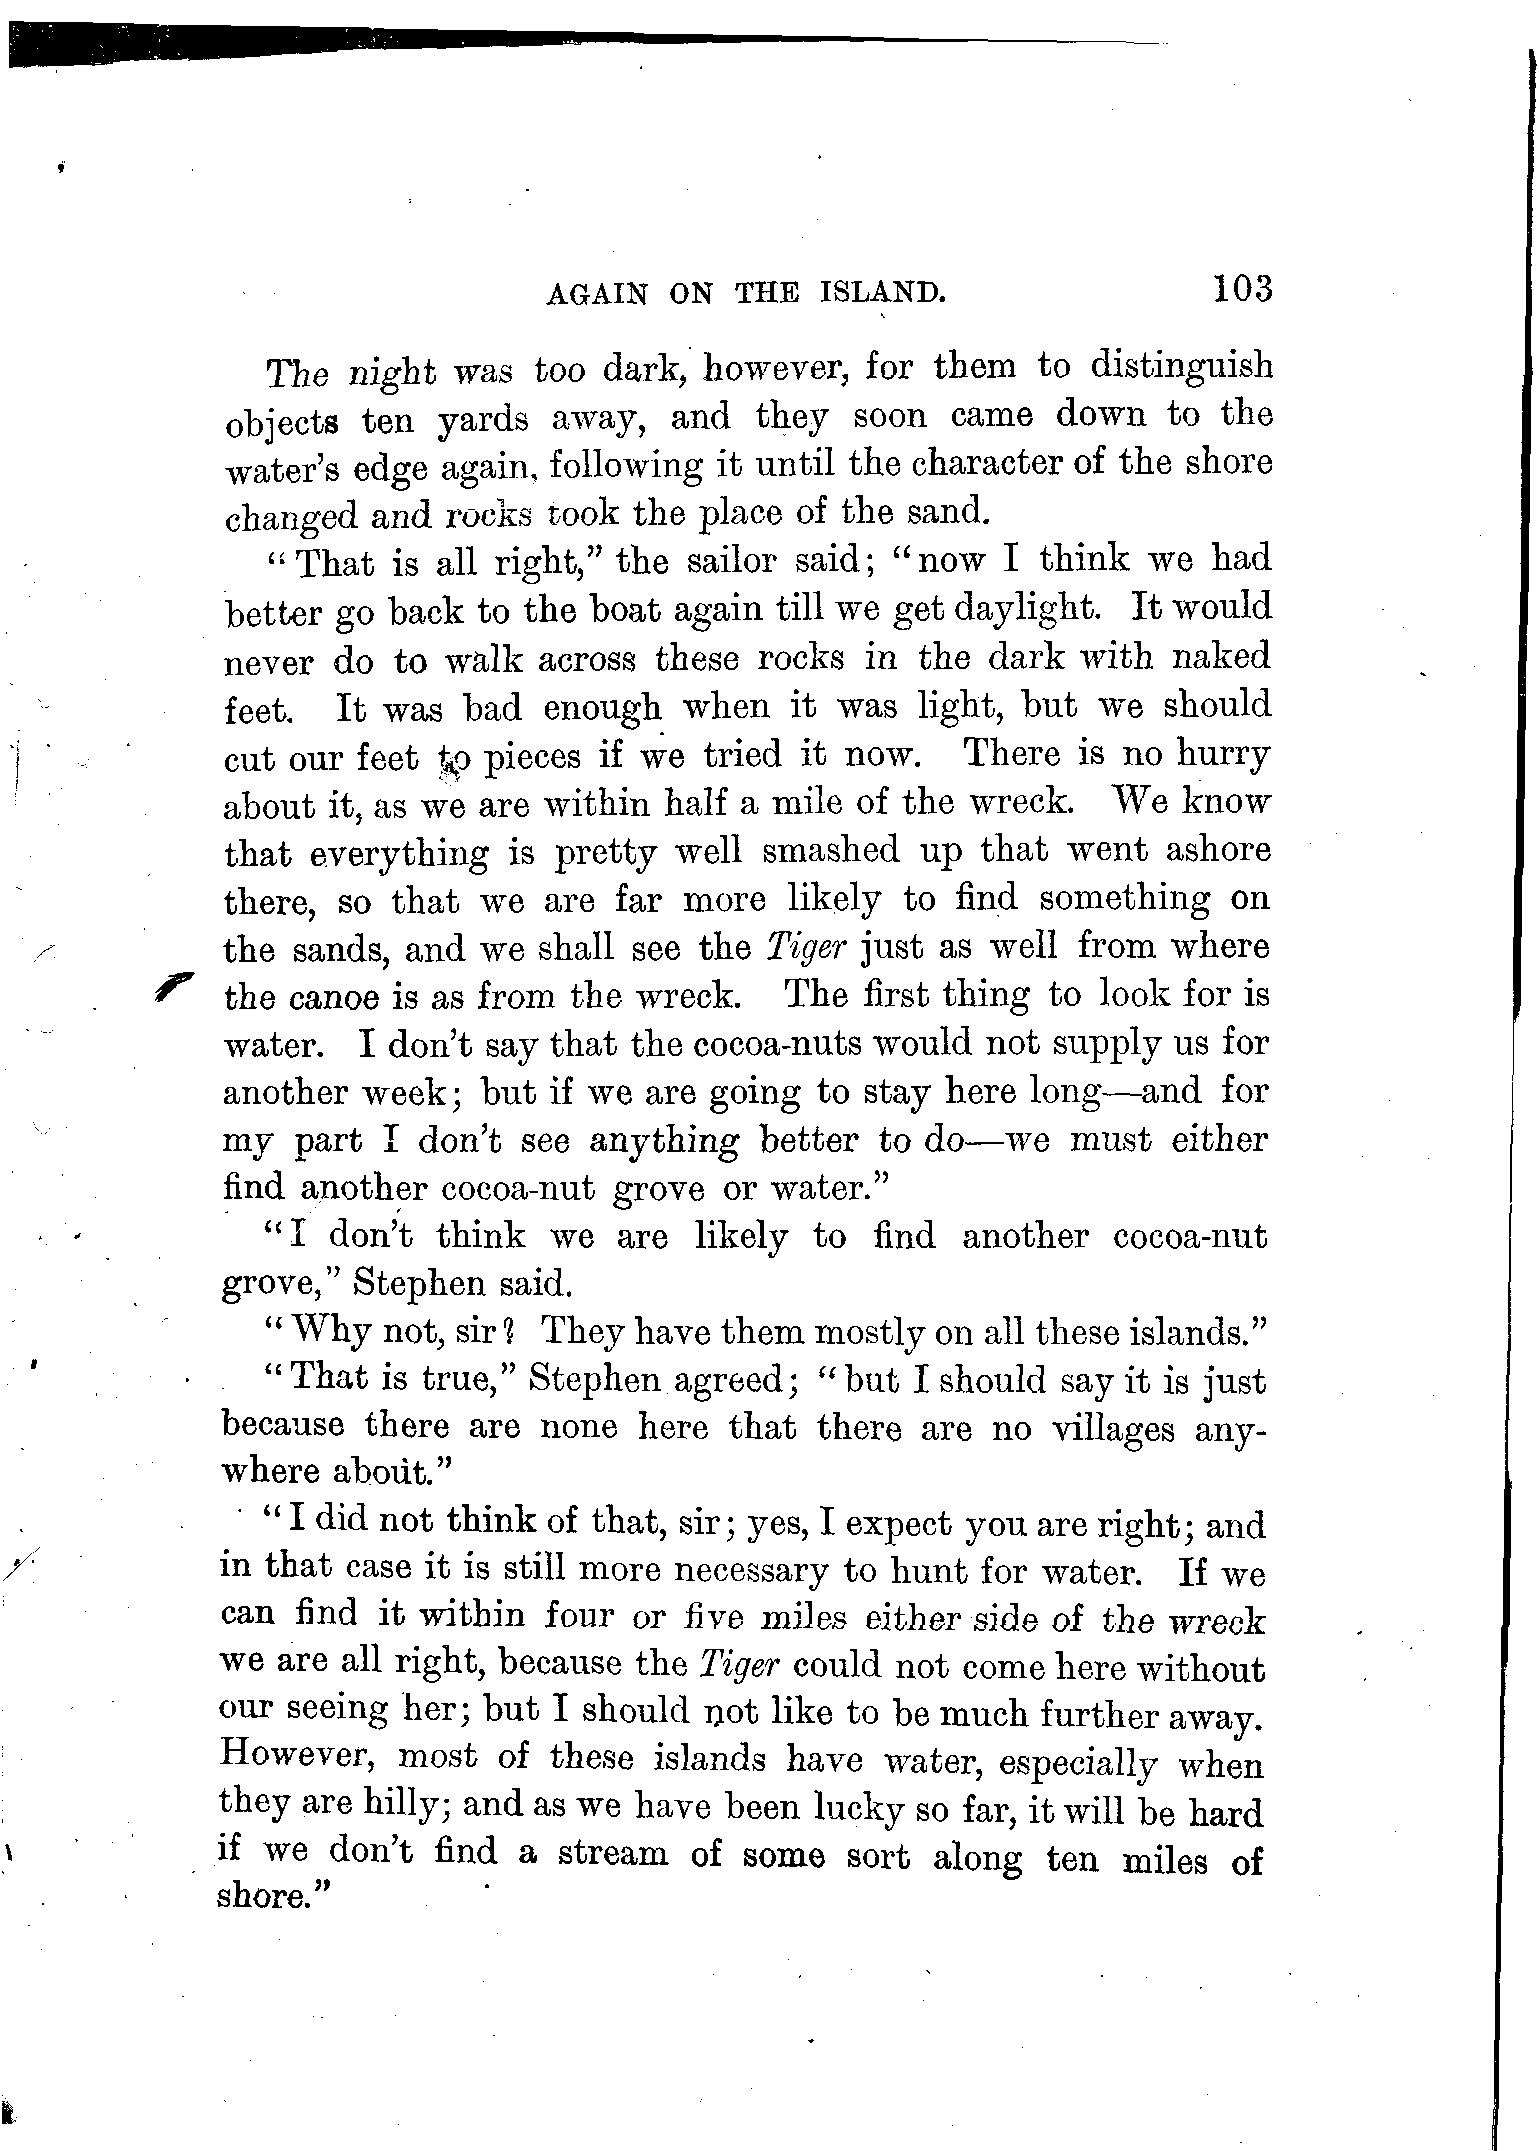 AGAIN ON THE ISLAND. 103
The night was too dark, however, for them to distinguish
objects ten yards away, and they soon came down to the
water's edge again, following it until the character of the shore
changed and rocks took the place of the sand.
"That is all right," the sailor said; "now I think we had
better go back to the boat again till we get daylight. It would
never do to walk across these rocks in the dark with naked
feet. It was bad enough when it was light, but we should
cut our feet to pieces if we tried it now. There is no hurry
about it, as we are within half a mile of the wreck. We know
that everything is pretty well smashed up that went ashore
there, so that we are far more likely to find something on
the sands, and we shall see the Tiger just as well from where
the canoe is as from the wreck. The first thing to look for is
water. I don't say that the cocoa-nuts would not supply us for
another week; but if we are going to stay here long—and for
my part I don't see anything better to do—we must either
find another cocoa-nut grove or water."
"I don't think we are likely to find another cocoa-nut
grove," Stephen said.
"Why not, sir? They have them mostly on all these islands."
"That is true," Stephen agreed; "but I should say it is just
because there are none here that there are no villages any-
where about."
"I did not think of that, sir; yes, I expect you are right; and
in that case it is still more necessary to hunt for water. If we
can find it within four or five miles either side of the wreck
we are all right, because the Tiger could not come here without
our seeing her; but I should not like to be much further away.
However, most of these islands have water, especially when
they are hilly; and as we have been lucky so far, it will be hard
if we don't find a stream of some sort along ten miles of
shore."